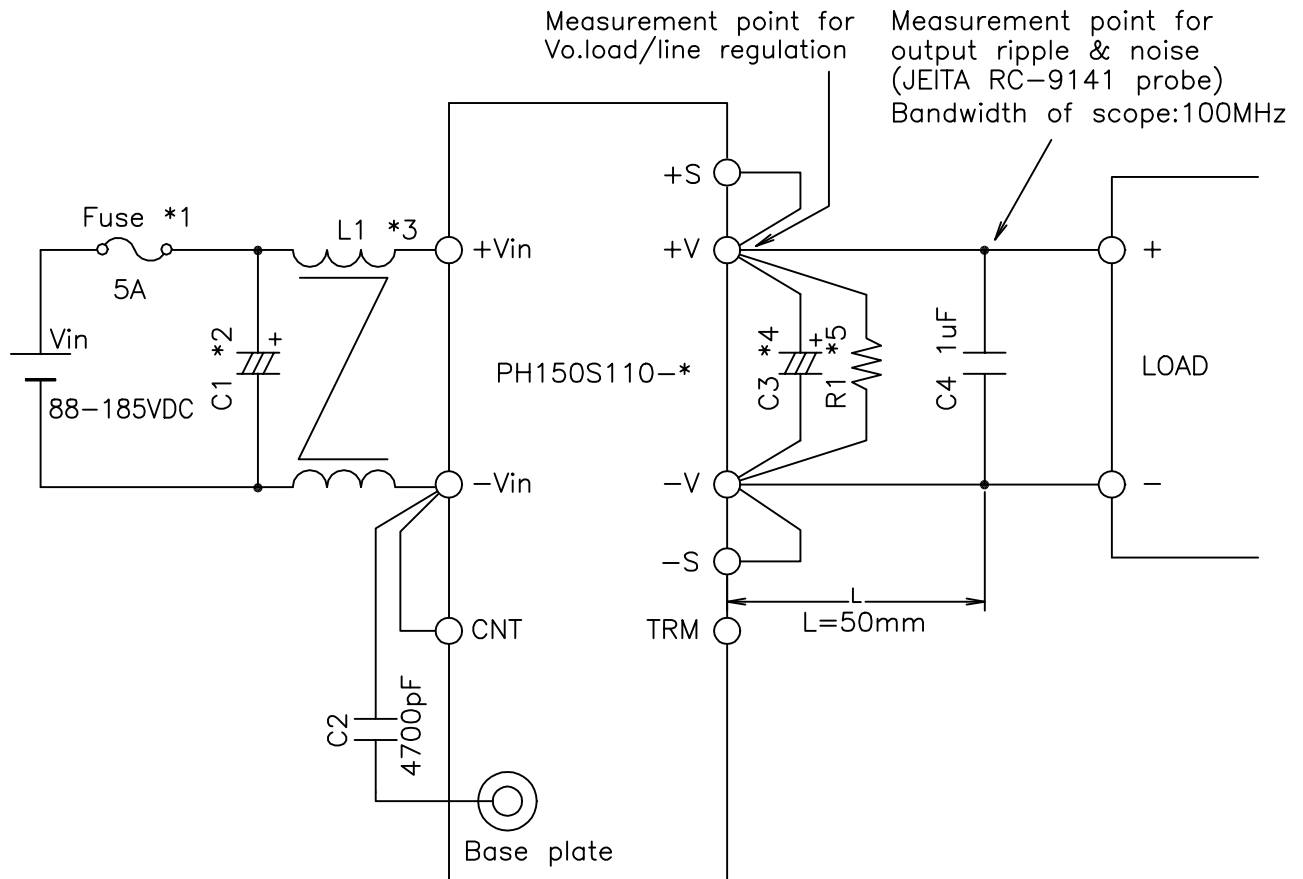 Measurement point for
Vo.load/line regulation
Measurement point for
output ripple & noise
(JEITA RC-9141 probe)
Bandwidth of scope:100MHz
Fuse *1
5A
L1 *3
Vin
88-185VDC
C1 *2
+
+Vin
-Vin
CNT
PH150S110-*
+S
+V
-V
-S
TRM
C3 *4
+
R1 *5
C4 1uF
+
LOAD
-
L
L=50mm
C2
4700pF
Base plate